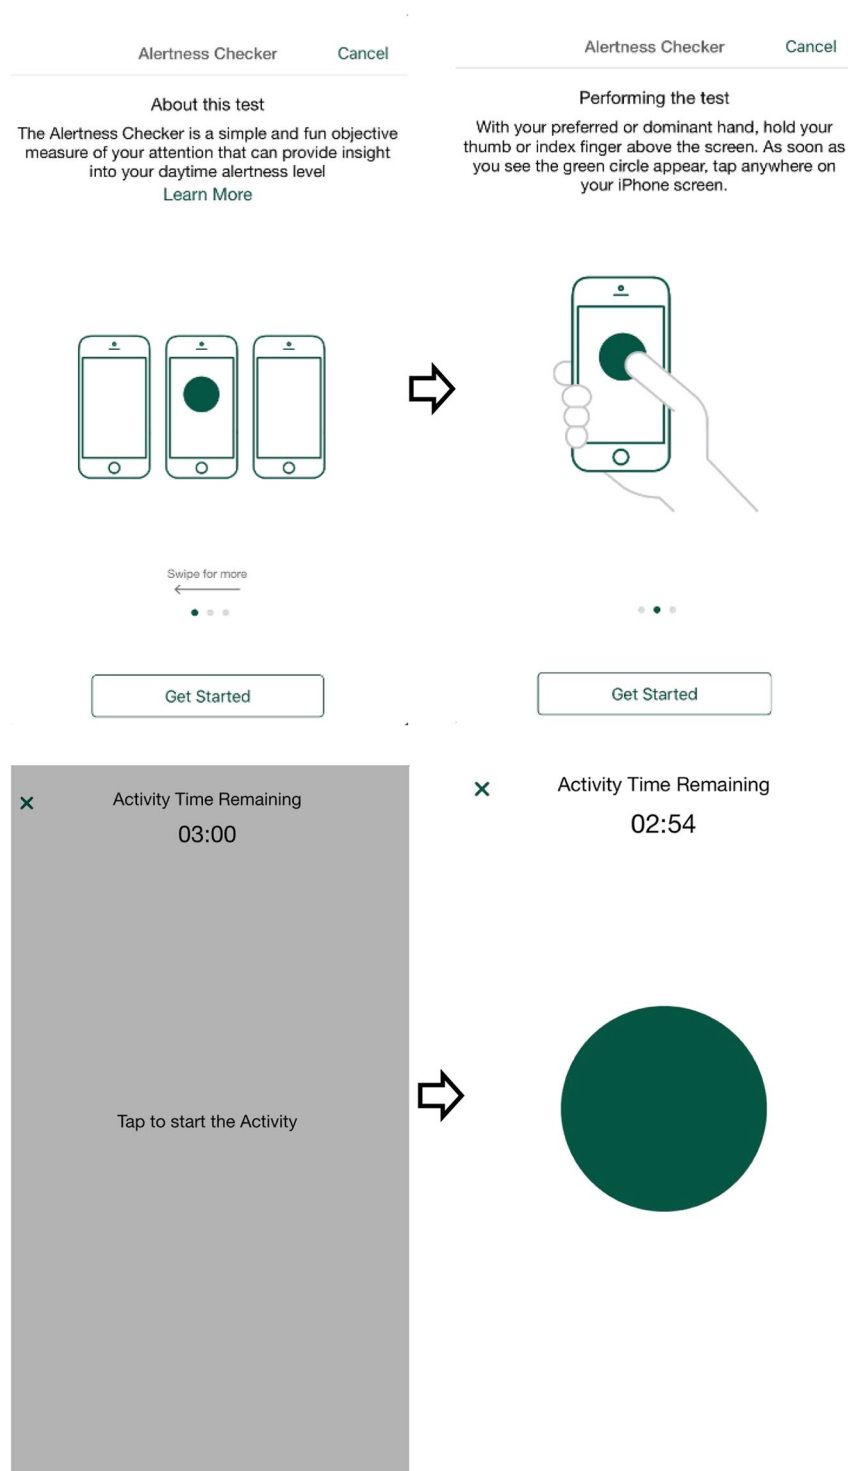 Alertness Checker
Cancel
About this test
The Alertness Checker is a simple and fun objective
measure of your attention that can provide insight
into your daytime alertness level
Learn More
Swipe for more
Get Started
Alertness Checker
Cancel
Performing the test
With your preferred or dominant hand, hold your
thumb or index finger above the screen. As soon as
you see the green circle appear, tap anywhere on
your iPhone screen.
Get Started
Activity Time Remaining
03:00
Tap to start the Activity
Activity Time Remaining
02:54